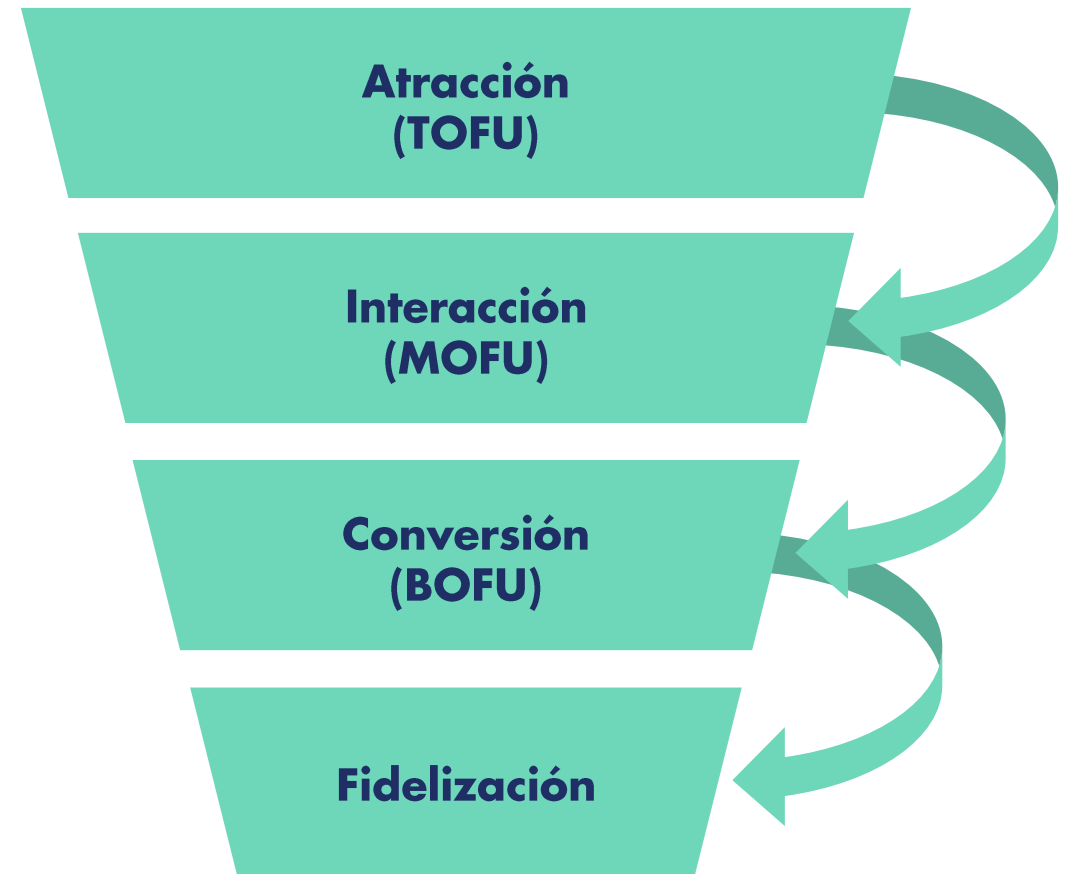 Atracción
(TOFU)
Interacción
(MOFU)
Conversión
(BOFU)
Fidelización